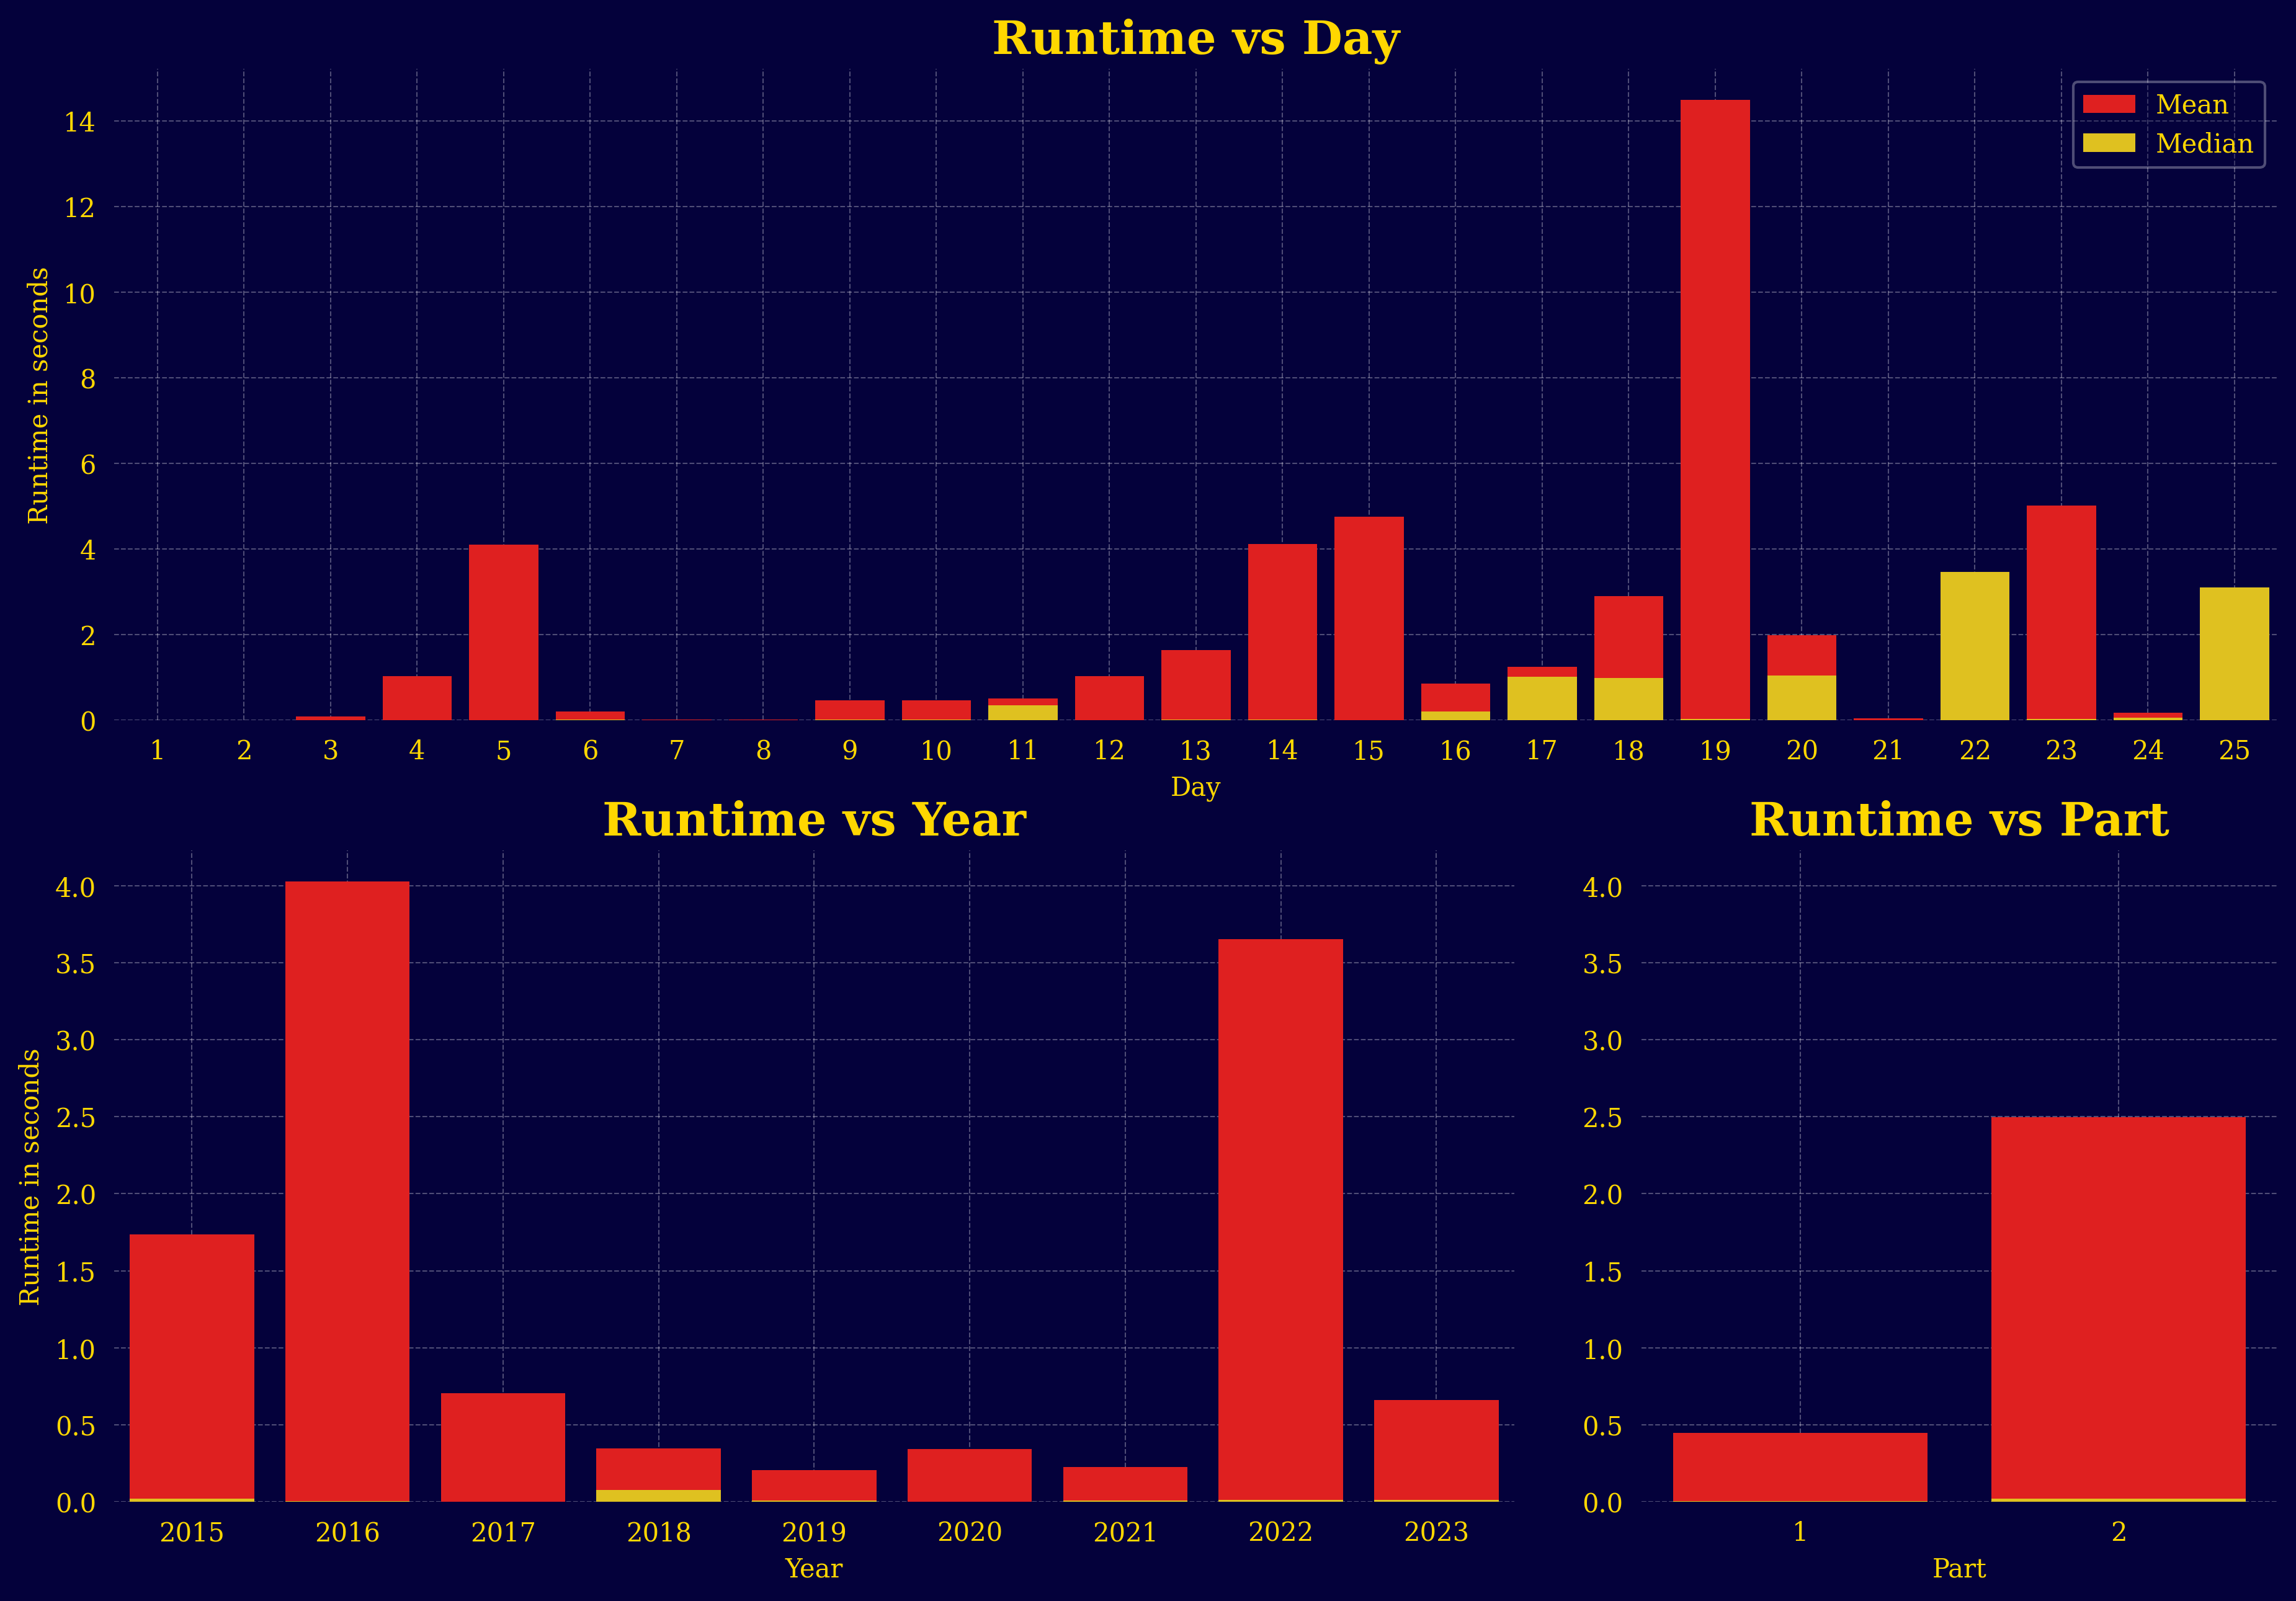 Runtime vs Day
Mean
Median
Runtime in seconds
14
12
10
8
6
4
2
0
1 2 3 4 5 6 7 8 9 10 11 12 13 14 15 16 17 18 19 20 21 22 23 24 25
Day
Runtime vs Year
Runtime in seconds
4.0
3.5
3.0
2.5
2.0
1.5
1.0
0.5
0.0
2015 2016 2017 2018 2019 2020 2021 2022 2023
Year
Runtime vs Part
4.0
3.5
3.0
2.5
2.0
1.5
1.0
0.5
0.0
1 2
Part